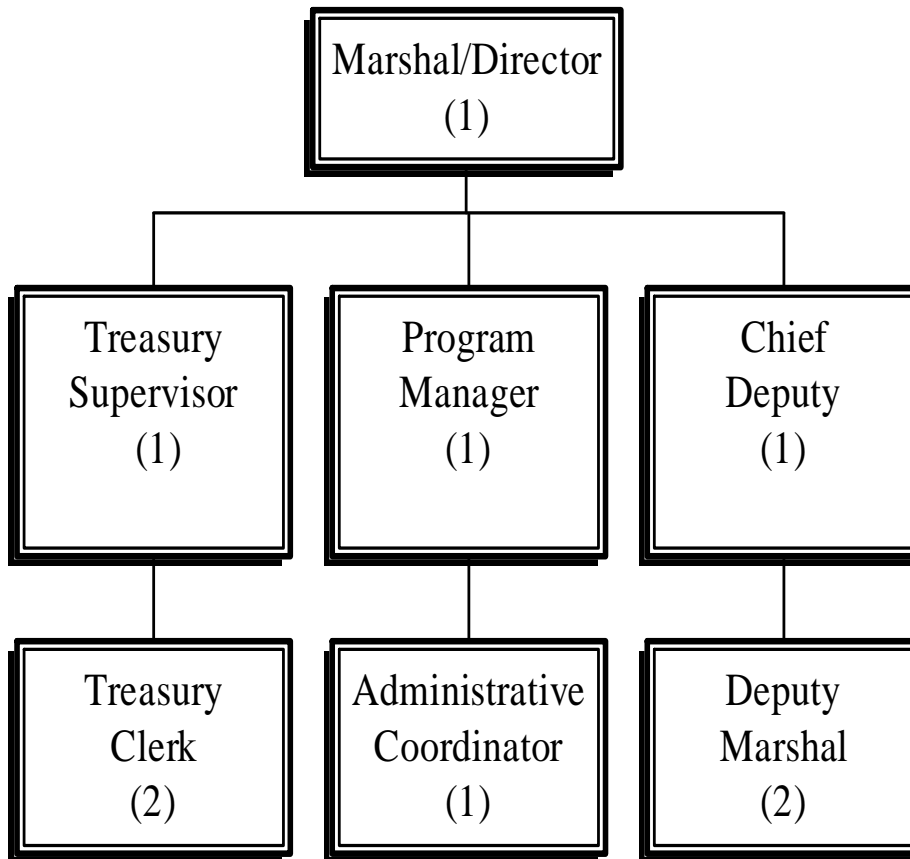 Marshal/Director
(1)
Treasury
Supervisor
(1)
Program
Manager
(1)
Chief
Deputy
(1)
Treasury
Clerk
(2)
Administrative
Coordinator
(1)
Deputy
Marshal
(2)